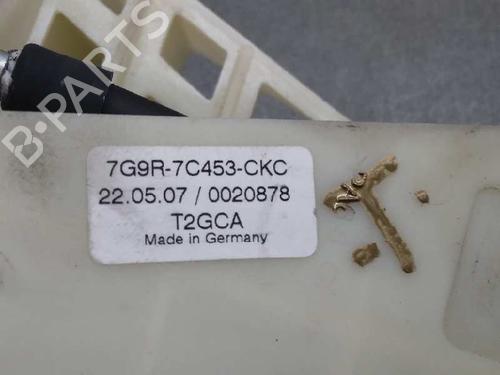 B-PARTS
7G9R-7C453-CKC
22.05.07 / 0020878
T2GCA
Made in Germany